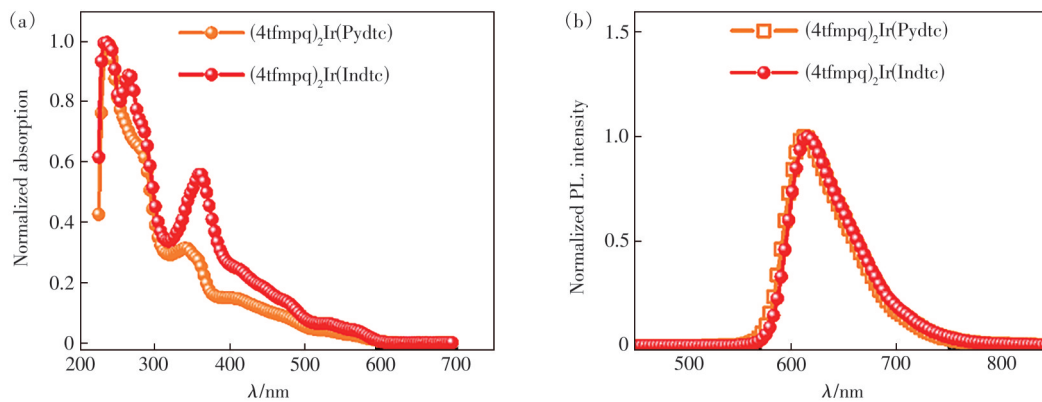 (a)
(4tfmpq)₂Ir(Pydtc)
(4tfmpq)₂Ir(Indtc)
Normalized absorption
1.0
0.8
0.6
0.4
0.2
0
200 300 400 500 600 700
λ/nm
(b)
(4tfmpq)₂Ir(Pydtc)
(4tfmpq)₂Ir(Indtc)
Normalized PL. intensity
1.5
1.0
0.5
0
500 600 700 800
λ/nm